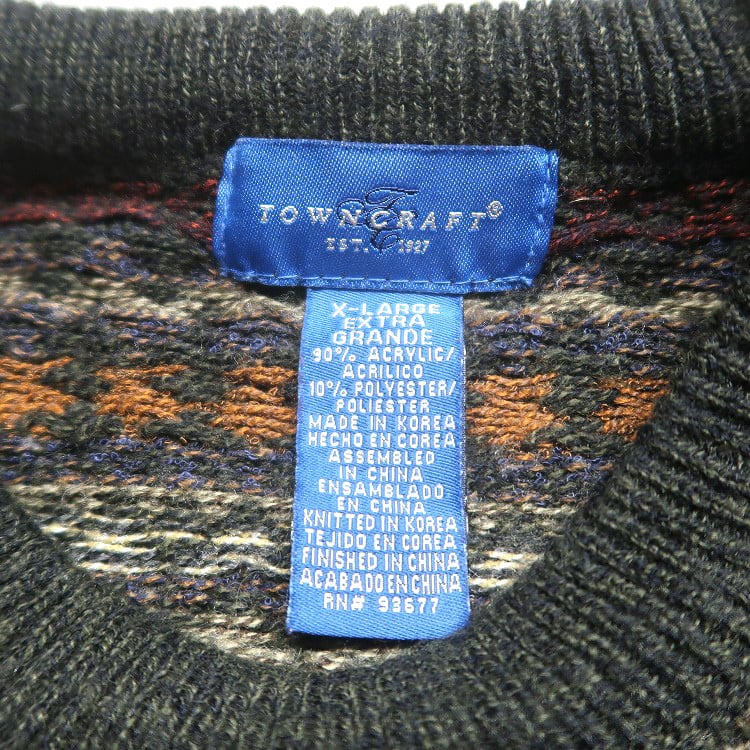 TOWNCRAFT®
EST. 1927
X-LARGE
EXTRA
GRANDE
90% ACRYLIC/
ACRILICO
10% POLYESTER/
POLIESTER
MADE IN KOREA
HECHO EN COREA
ASSEMBLED
IN CHINA
ENSAMBLADO
EN CHINA
KNITTED IN KOREA
TEJIDO EN COREA
FINISHED IN CHINA
ACABADO EN CHINA
RN# 93677